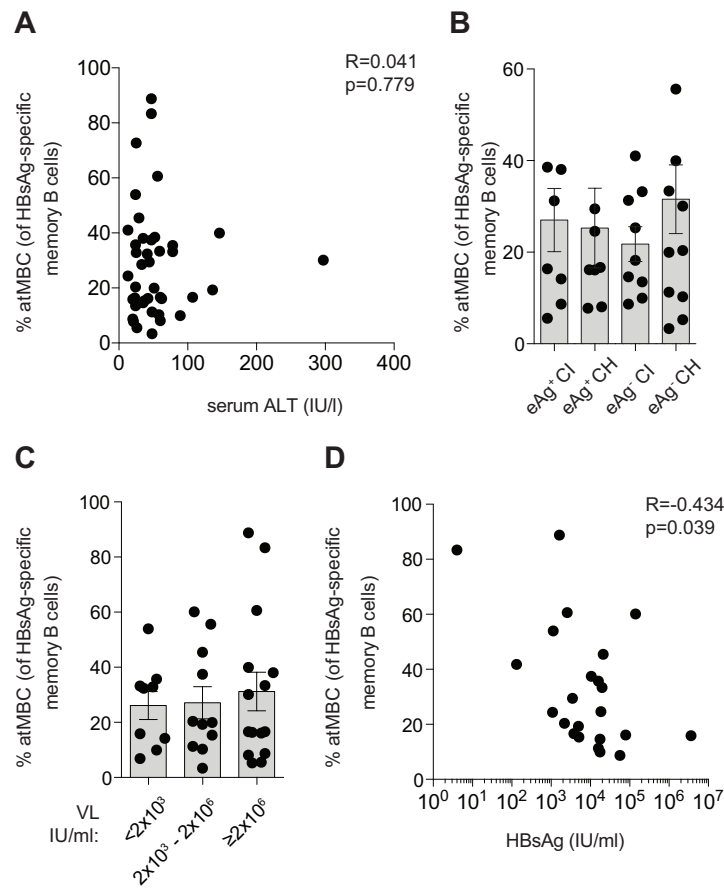 A
R=0.041
p=0.779
% atMBC (of HBsAg-specific
memory B cells)
100
80
60
40
20
0
0 100 200 300 400
serum ALT (IU/l)
B
% atMBC (of HBsAg-specific
memory B cells)
60
40
20
0
eAg⁺CI
eAg⁺CH
eAg⁻CI
eAg⁻CH
C
% atMBC (of HBsAg-specific
memory B cells)
100
80
60
40
20
0
VL
IU/ml:
<2x10³
2x10³ - 2x10⁶
≥2x10⁶
D
R=-0.434
p=0.039
% atMBC (of HBsAg-specific
memory B cells)
100
80
60
40
20
0
10⁰ 10¹ 10² 10³ 10⁴ 10⁵ 10⁶ 10⁷
HBsAg (IU/ml)